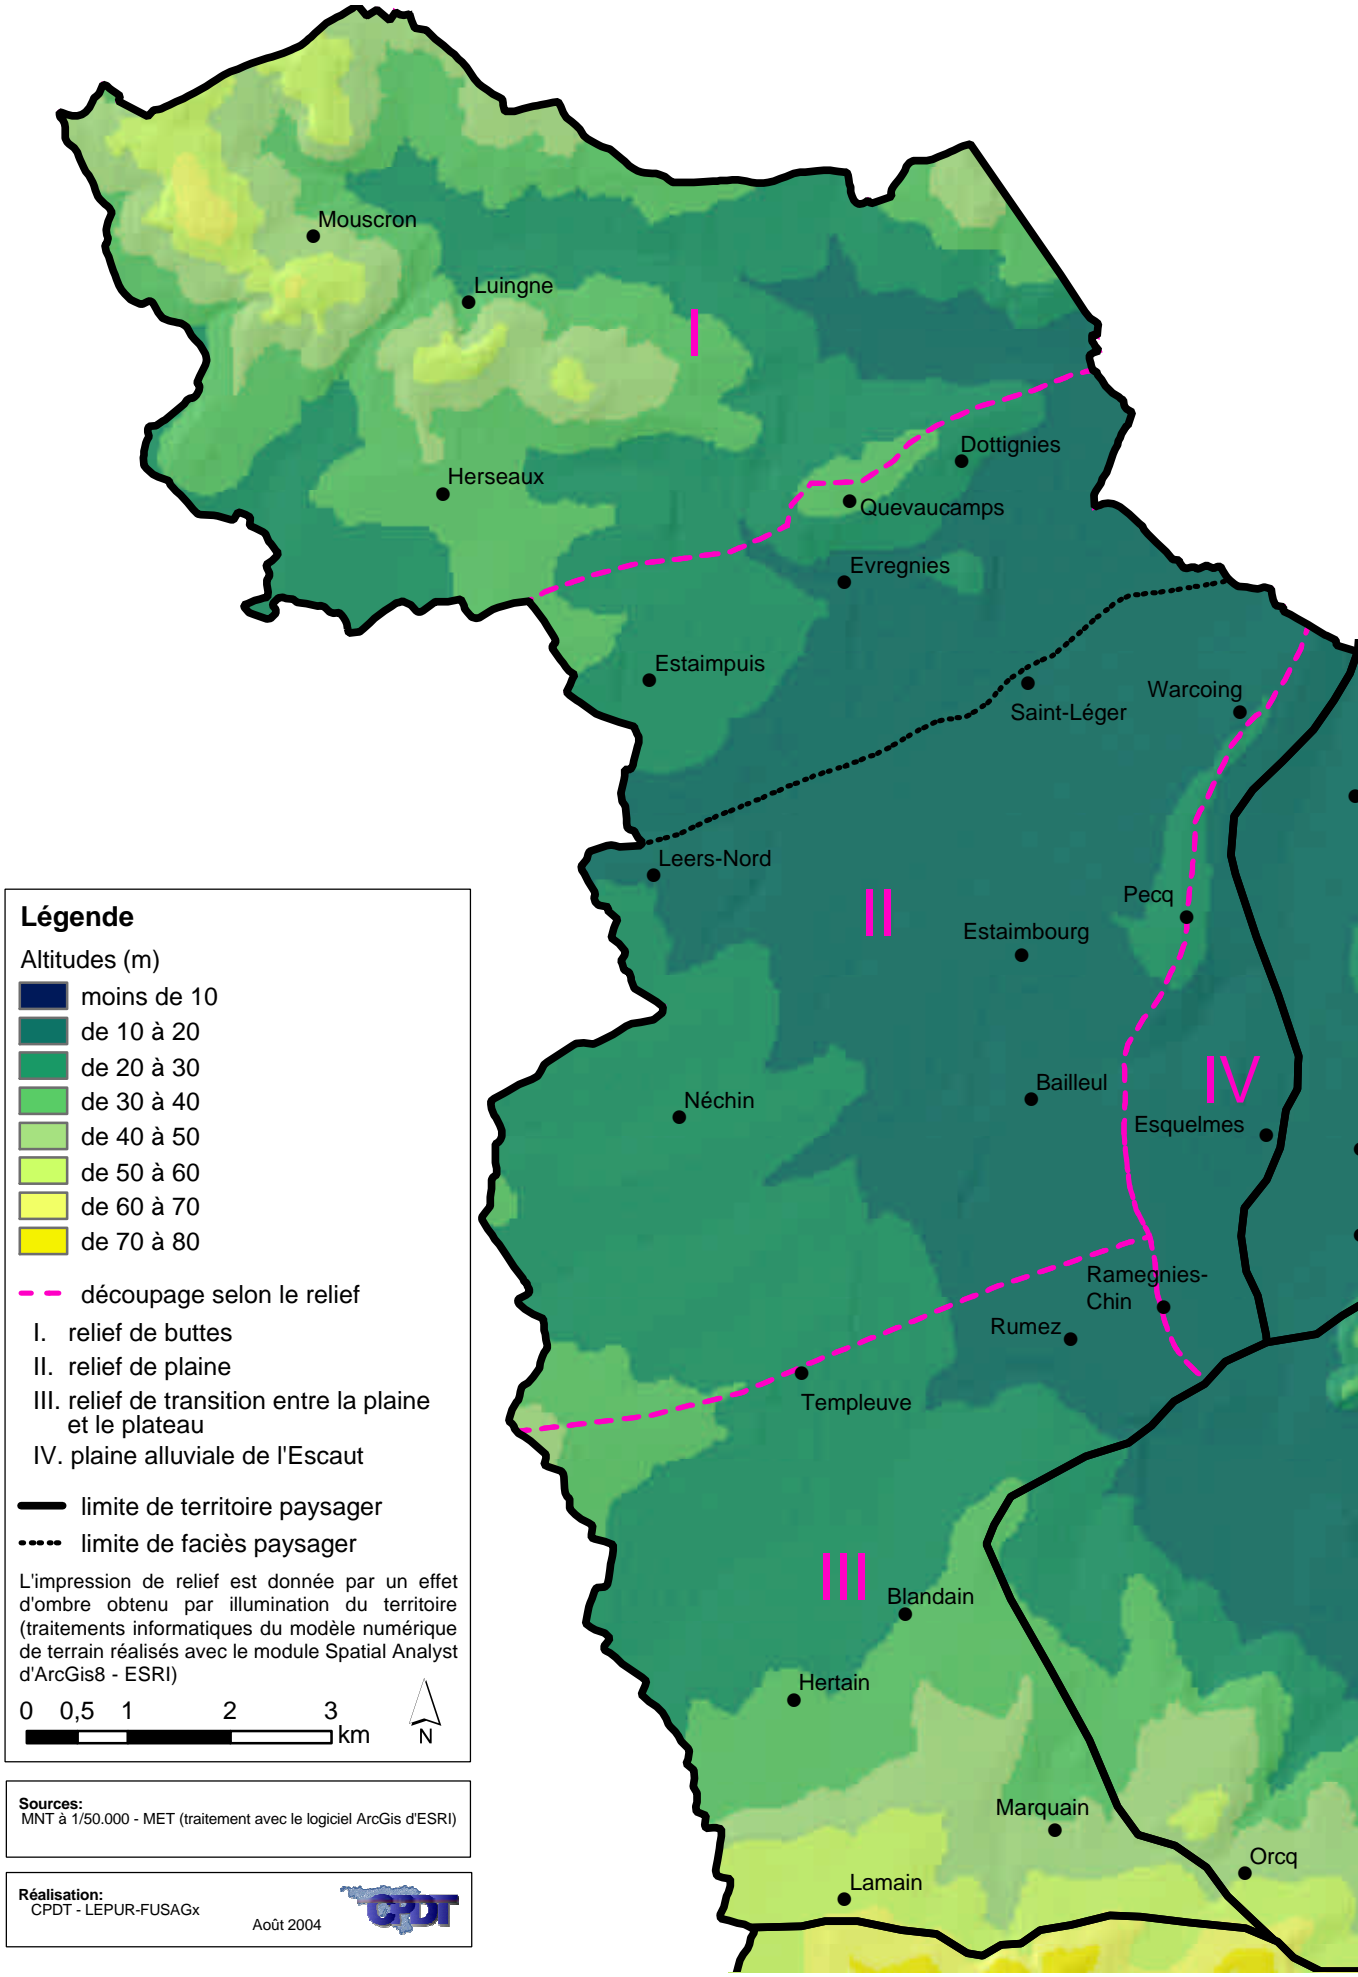 Mouscron
Luingne
I
Dottignies
Herseaux
Quevaucamps
Evregnies
Estaimpuis
Warcoing
Saint-Léger
Leers-Nord
II
Pecq
Estaimbourg
IV
Bailleul
Néchin
Esquelmes
Ramegnies-
Chin
Rumez
Templeuve
III
Blandain
Hertain
Marquain
Orcq
Lamain
Légende
Altitudes (m)
moins de 10
de 10 à 20
de 20 à 30
de 30 à 40
de 40 à 50
de 50 à 60
de 60 à 70
de 70 à 80
découpage selon le relief
I. relief de buttes
II. relief de plaine
III. relief de transition entre la plaine
et le plateau
IV. plaine alluviale de l'Escaut
limite de territoire paysager
limite de faciès paysager
L'impression de relief est donnée par un effet
d'ombre obtenu par illumination du territoire
(traitements informatiques du modèle numérique
de terrain réalisés avec le module Spatial Analyst
d'ArcGis8 - ESRI)
0 0,5 1 2 3
km
N
Sources:
MNT à 1/50.000 - MET (traitement avec le logiciel ArcGis d'ESRI)
Réalisation:
CPDT - LEPUR-FUSAGx
Août 2004
CPDT